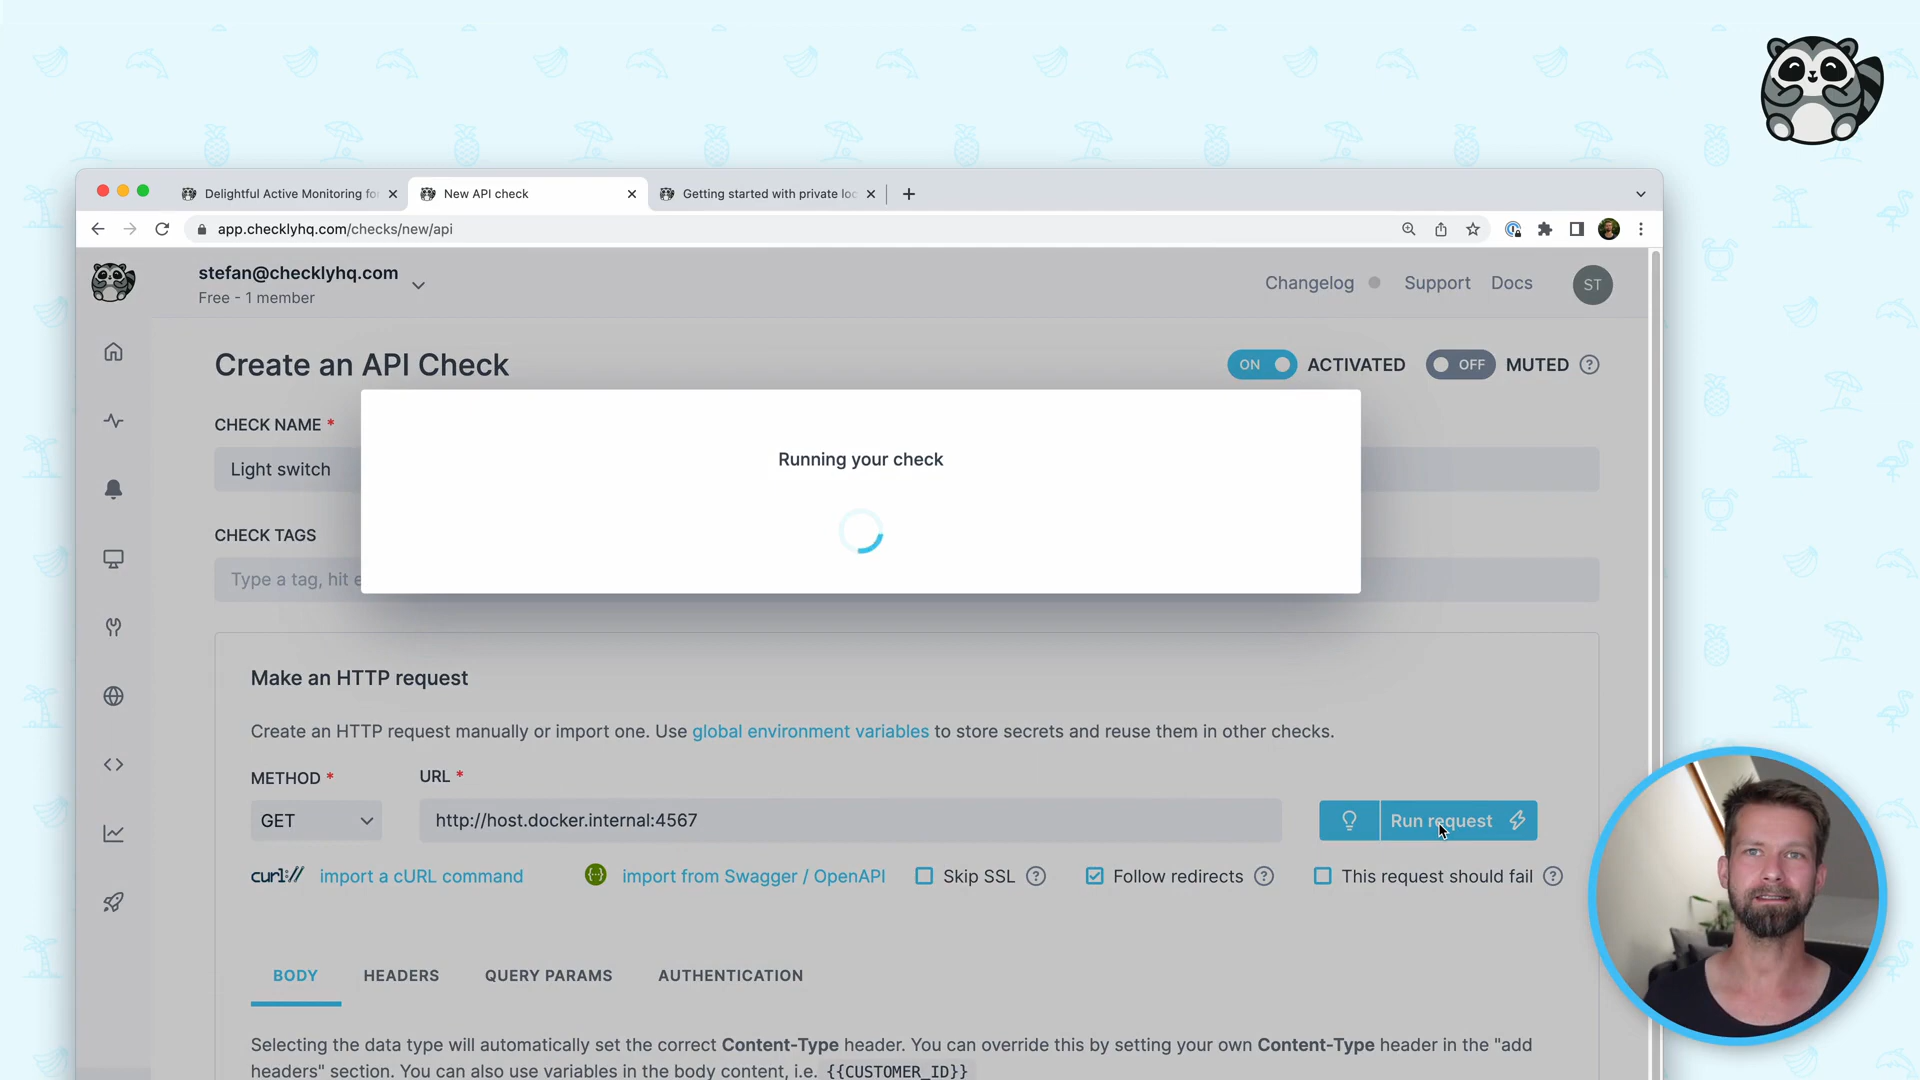 Delightful Active Monitoring for
New API check
Getting started with private loc
app.checklyhq.com/checks/new/api
stefan@checklyhq.com
Free - 1 member
Changelog
Support
Docs
ST
Create an API Check
ON
ACTIVATED
OFF
MUTED
?
CHECK NAME *
Light switch
Running your check
CHECK TAGS
Type a tag, hit e
Make an HTTP request
Create an HTTP request manually or import one. Use global environment variables to store secrets and reuse them in other checks.
METHOD *
URL *
GET
http://host.docker.internal:4567
Run request
curl://
import a cURL command
import from Swagger / OpenAPI
Skip SSL
?
Follow redirects
?
This request should fail
?
BODY
HEADERS
QUERY PARAMS
AUTHENTICATION
Selecting the data type will automatically set the correct Content-Type header. You can override this by setting your own Content-Type header in the "add
headers" section. You can also use variables in the body content, i.e. {{CUSTOMER_ID}}